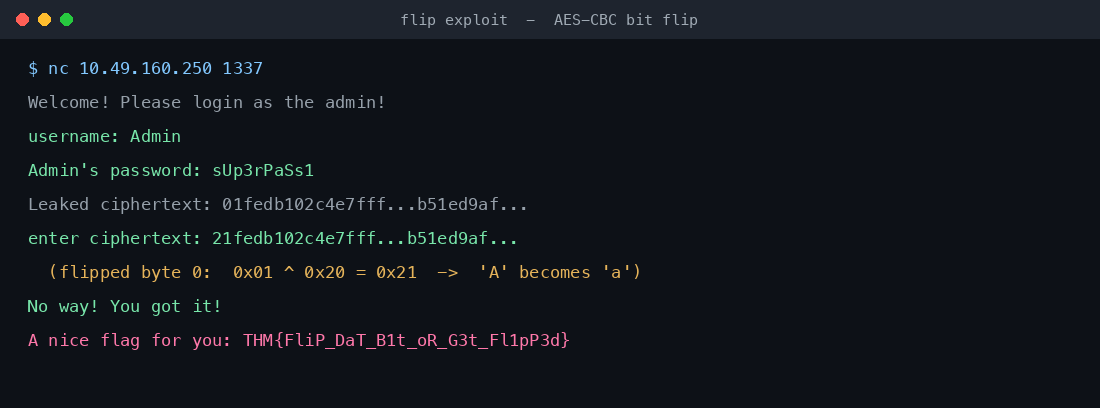 flip exploit — AES–CBC bit flip
$ nc 10.49.160.250 1337
Welcome! Please login as the admin!
username: Admin
Admin's password: sUp3rPaSs1
Leaked ciphertext: 01fedb102c4e7fff...b51ed9af...
enter ciphertext: 21fedb102c4e7fff...b51ed9af...
(flipped byte 0: 0x01 ^ 0x20 = 0x21 –> 'A' becomes 'a')
No way! You got it!
A nice flag for you: THM{FliP_DaT_B1t_oR_G3t_Fl1pP3d}